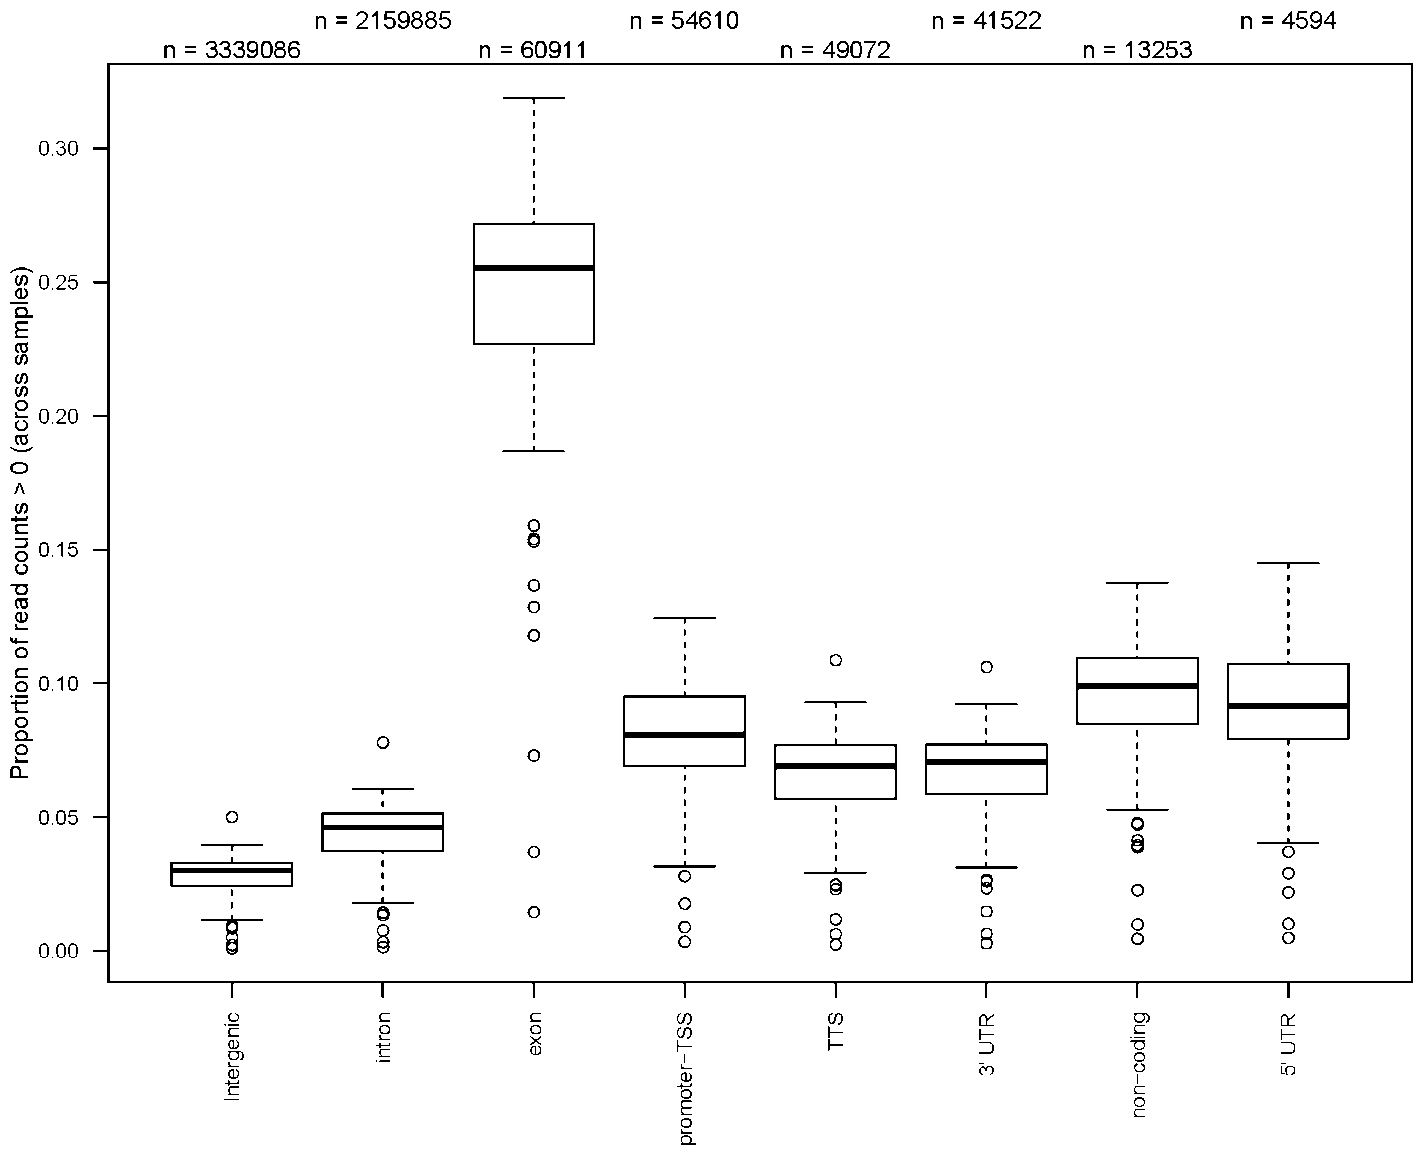 n = 2159885
n = 54610
n = 41522
n = 4594
n = 3339086
n = 60911
n = 49072
n = 13253
Proportion of read counts > 0 (across samples)
0.30
0.25
0.20
0.15
0.10
0.05
0.00
Intergenic
intron
exon
promoter−TSS
TTS
3' UTR
non−coding
5' UTR